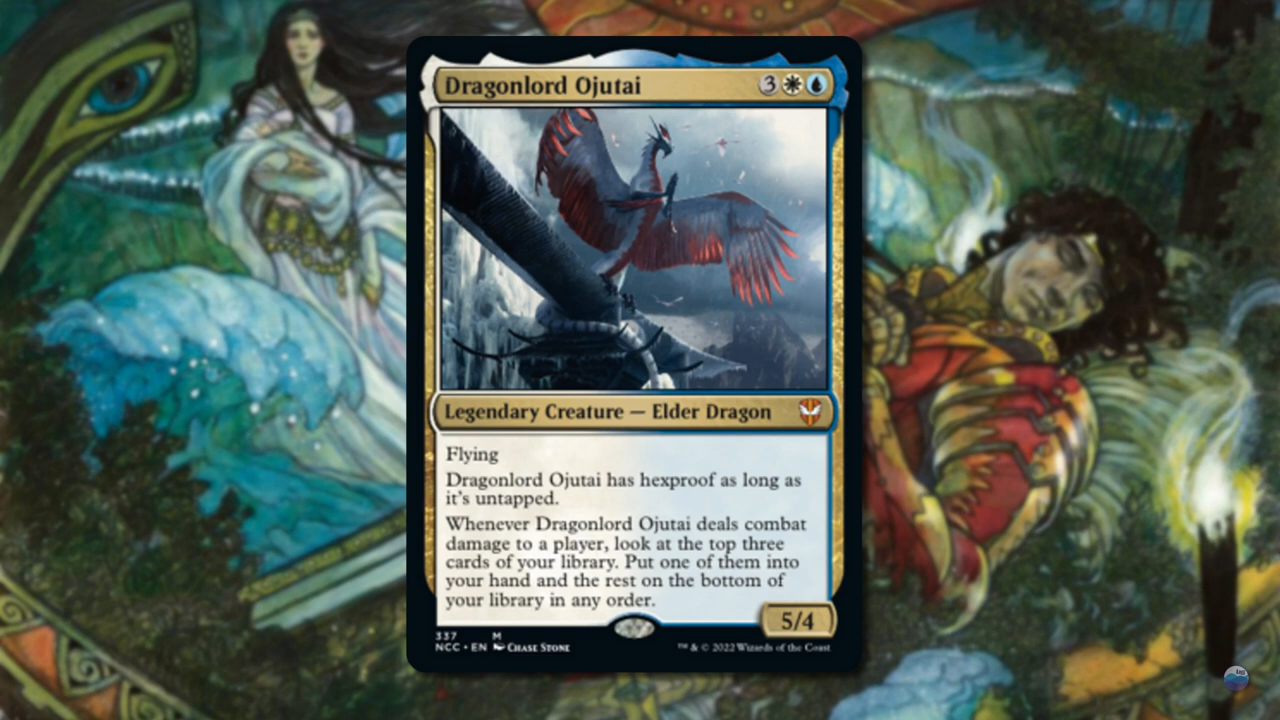 Dragonlord Ojutai 3
Legendary Creature — Elder Dragon
Flying
Dragonlord Ojutai has hexproof as long as
it's untapped.
Whenever Dragonlord Ojutai deals combat
damage to a player, look at the top three
cards of your library. Put one of them into
your hand and the rest on the bottom of
your library in any order.
5/4
337 M
NCC • EN Chase Stone ™ & © 2022 Wizards of the Coast